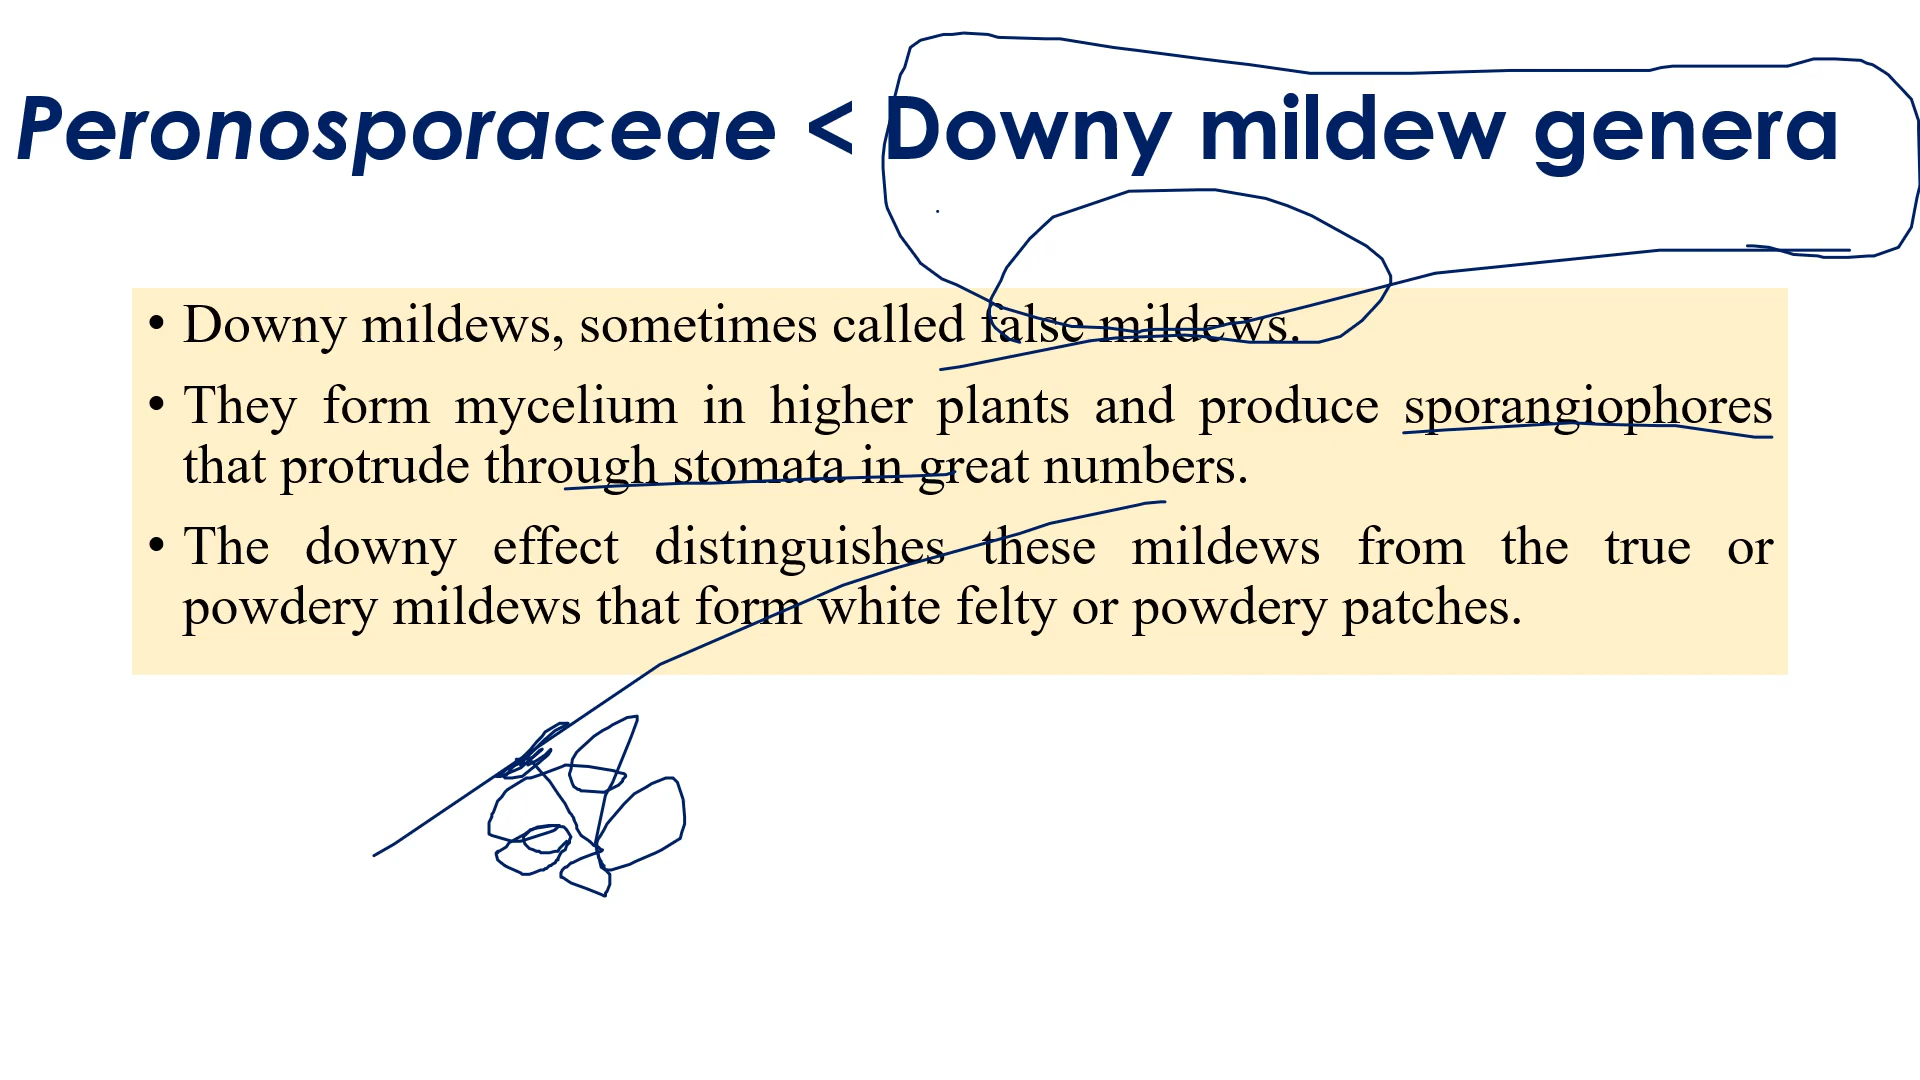 Peronosporaceae < Downy mildew genera
• Downy mildews, sometimes called false mildews.
• They form mycelium in higher plants and produce sporangiophores
that protrude through stomata in great numbers.
• The downy effect distinguishes these mildews from the true or
powdery mildews that form white felty or powdery patches.